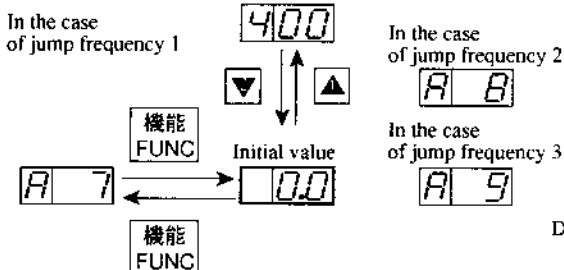 In the case
of jump frequency 1
400
In the case
of jump frequency 2
A 8
機能
FUNC
Initial value
In the case
of jump frequency 3
A 7
0.0
A 9
D
機能
FUNC